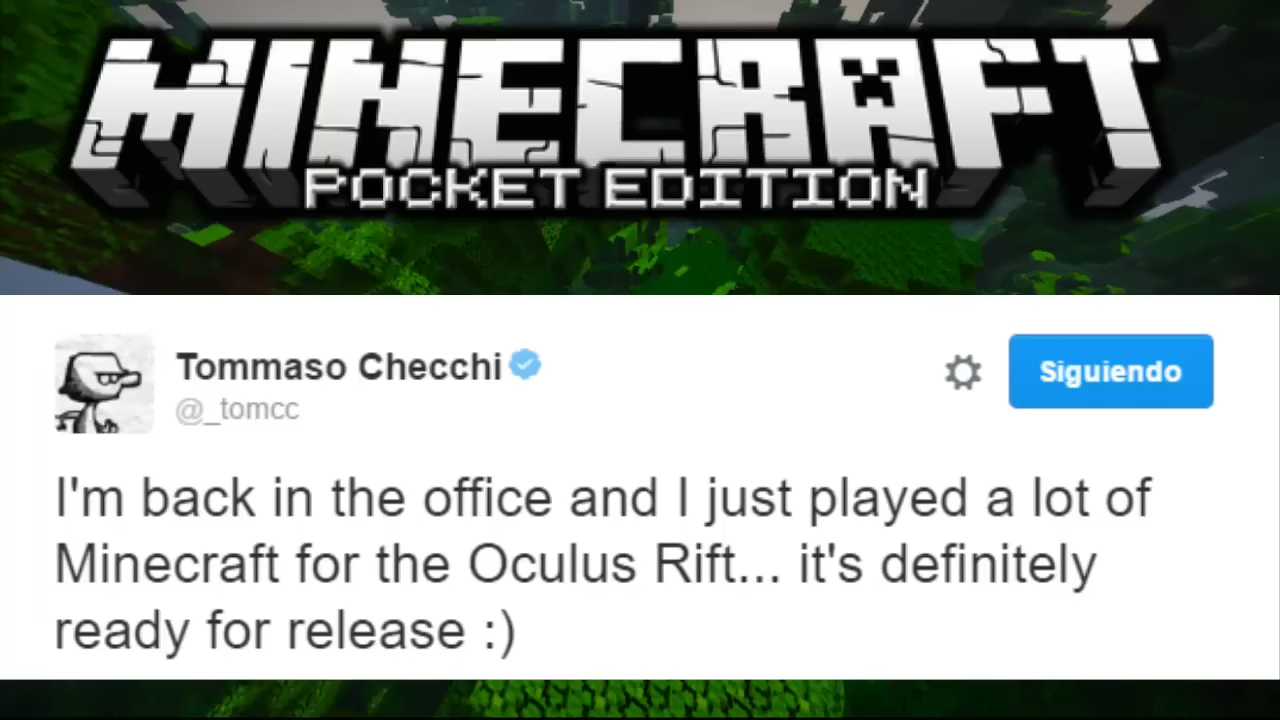 MINECRAFT
POCKET EDITION
Tommaso Checchi
@_tomcc
Siguiendo
I'm back in the office and I just played a lot of
Minecraft for the Oculus Rift... it's definitely
ready for release :)